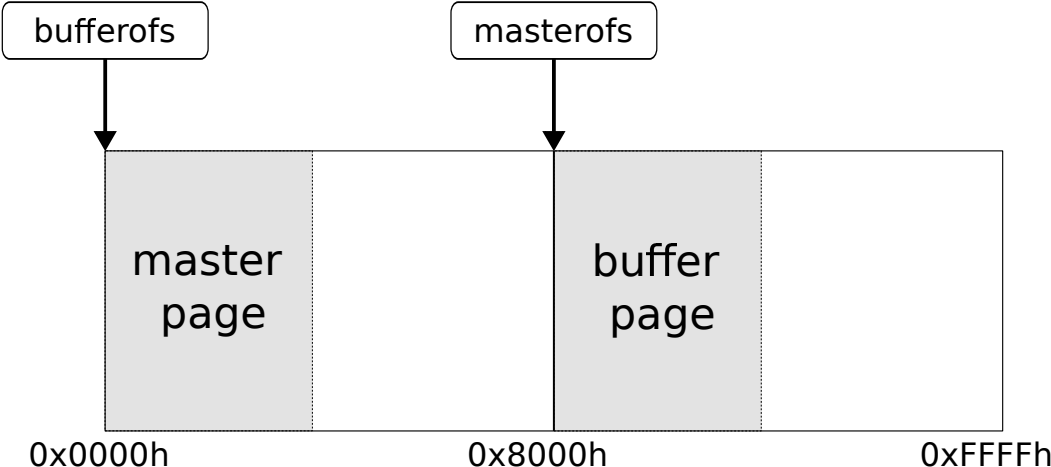 bufferofs
masterofs
master
page
buffer
page
0x0000h
0x8000h
0xFFFFh